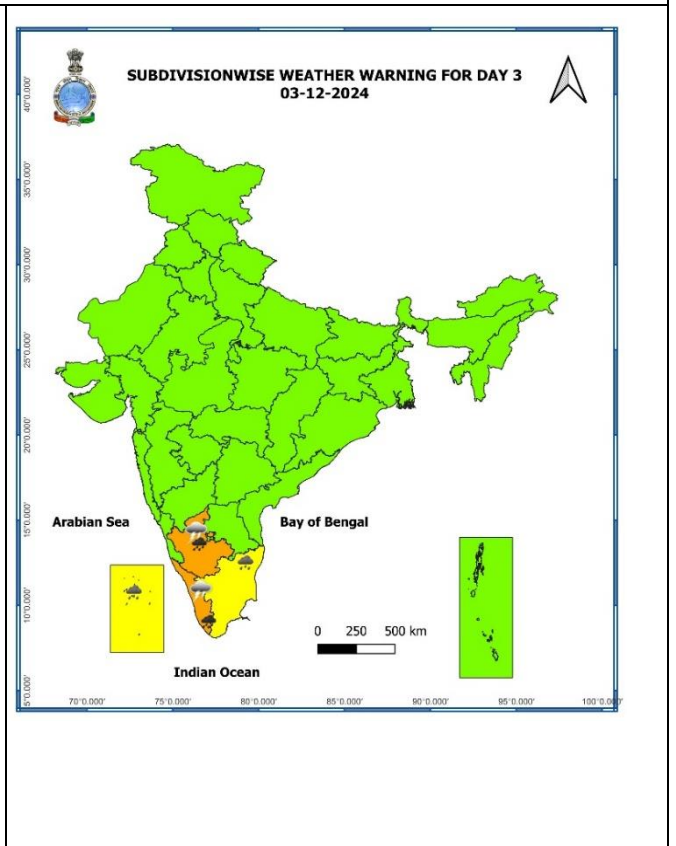 SUBDIVISIONWISE WEATHER WARNING FOR DAY 3
03-12-2024
40°0.000'
35°0.000'
30°0.000'
25°0.000'
20°0.000'
15°0.000'
10°0.000'
5°0.000'
Arabian Sea
Bay of Bengal
0 250 500 km
Indian Ocean
70°0.000' 75°0.000' 80°0.000' 85°0.000' 90°0.000' 95°0.000' 100°0.000'